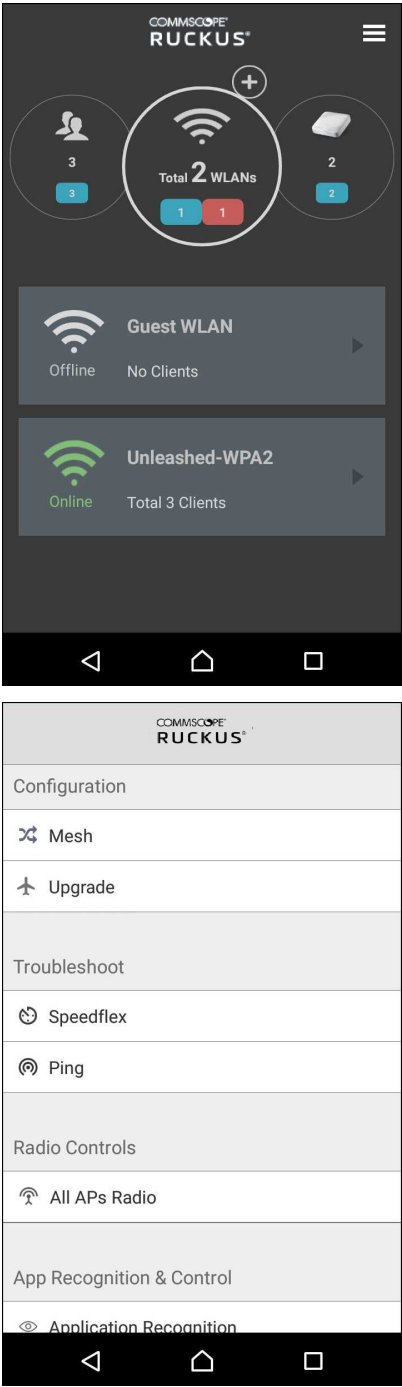 COMMSCOPE
RUCKUS®
3
3
Total 2 WLANs
1 1
2
2
Guest WLAN
Offline
No Clients
Unleashed-WPA2
Online
Total 3 Clients
COMMSCOPE
RUCKUS®
Configuration
Mesh
Upgrade
Troubleshoot
Speedflex
Ping
Radio Controls
All APs Radio
App Recognition & Control
Application Recognition